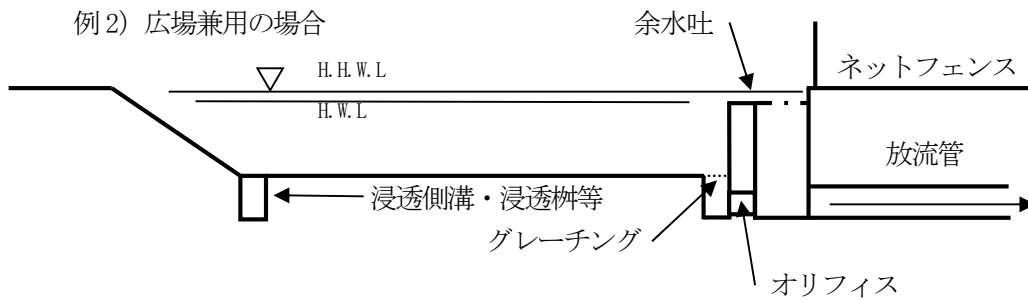 例2）広場兼用の場合
余水吐
H.H.W.L
ネットフェンス
H.W.L
放流管
浸透側溝・浸透桝等
グレーチング
オリフィス